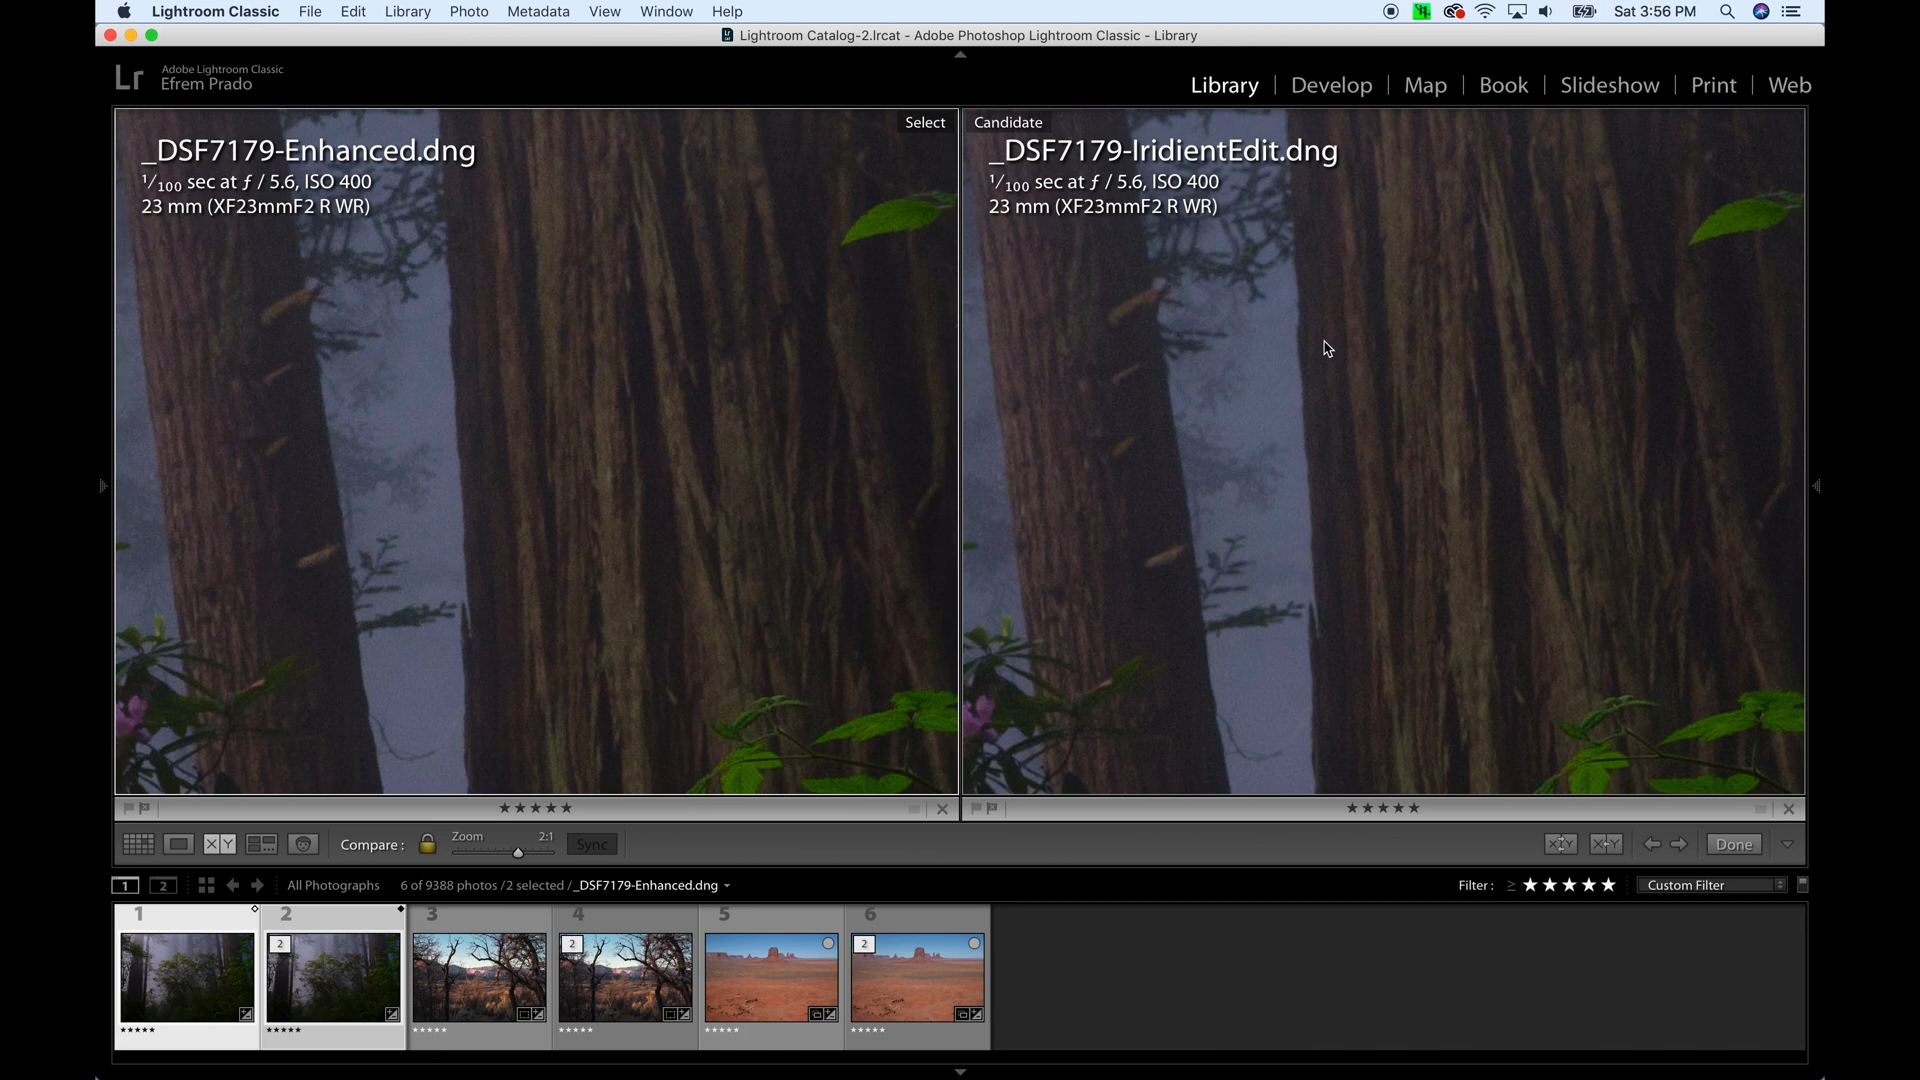 Lightroom Classic File Edit Library Photo Metadata View Window Help Sat 3:56 PM
Lightroom Catalog-2.lrcat - Adobe Photoshop Lightroom Classic - Library
Lr Adobe Lightroom Classic
Efrem Prado
Library | Develop | Map | Book | Slideshow | Print | Web
Select
_DSF7179-Enhanced.dng
1/100 sec at ƒ / 5.6, ISO 400
23 mm (XF23mmF2 R WR)
Candidate
_DSF7179-IridientEdit.dng
1/100 sec at ƒ / 5.6, ISO 400
23 mm (XF23mmF2 R WR)
X Y Compare : Zoom 2:1 Sync X Y X Y Done
1 2 All Photographs 6 of 9388 photos /2 selected /_DSF7179-Enhanced.dng Filter : ≥ ★★★★★ Custom Filter
1 2 3 4 5 6
2 2 2